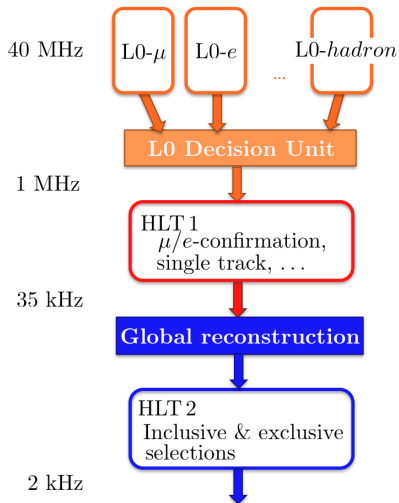 40 MHz
L0-μ
L0-e
...
L0-hadron
L0 Decision Unit
1 MHz
HLT 1
μ/e-confirmation,
single track, ...
35 kHz
Global reconstruction
HLT 2
Inclusive & exclusive
selections
2 kHz